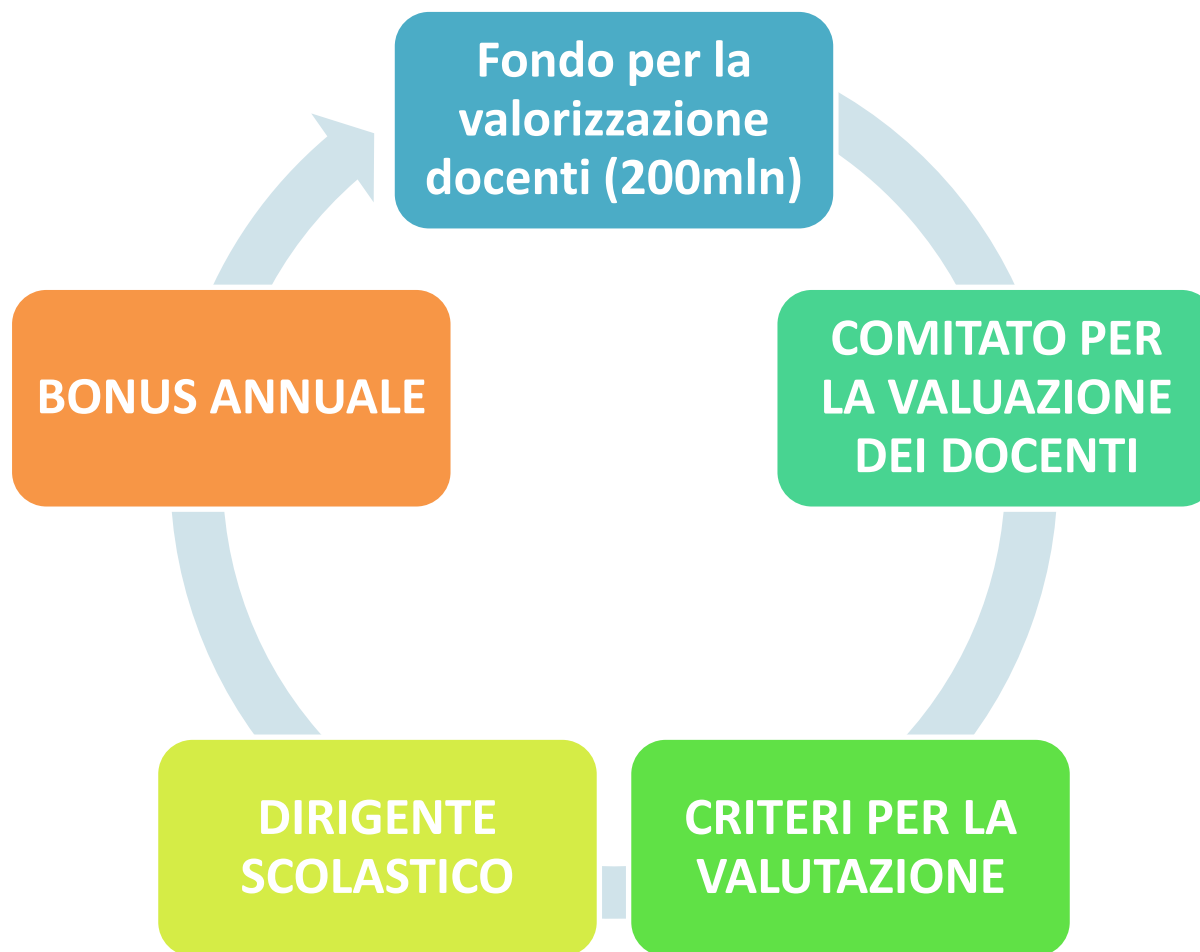 Fondo per la
valorizzazione
docenti (200mln)
COMITATO PER
LA VALUAZIONE
DEI DOCENTI
CRITERI PER LA
VALUTAZIONE
DIRIGENTE
SCOLASTICO
BONUS ANNUALE